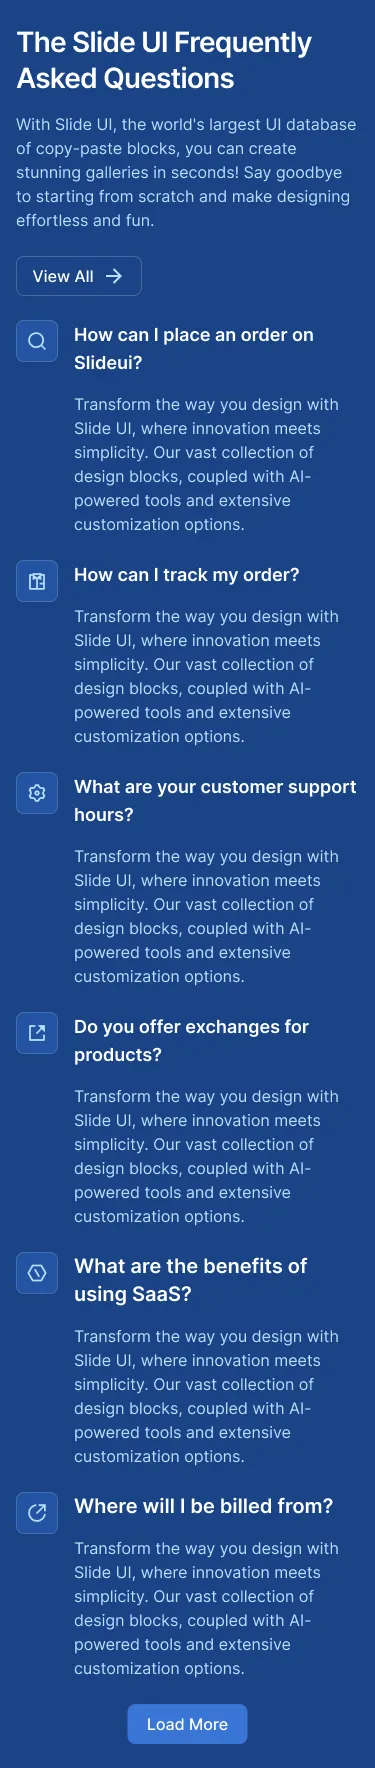 The Slide UI Frequently
Asked Questions
With Slide UI, the world's largest UI database
of copy-paste blocks, you can create
stunning galleries in seconds! Say goodbye
to starting from scratch and make designing
effortless and fun.
View All
How can I place an order on
Slideui?
Transform the way you design with
Slide UI, where innovation meets
simplicity. Our vast collection of
design blocks, coupled with AI-
powered tools and extensive
customization options.
How can I track my order?
Transform the way you design with
Slide UI, where innovation meets
simplicity. Our vast collection of
design blocks, coupled with AI-
powered tools and extensive
customization options.
What are your customer support
hours?
Transform the way you design with
Slide UI, where innovation meets
simplicity. Our vast collection of
design blocks, coupled with AI-
powered tools and extensive
customization options.
Do you offer exchanges for
products?
Transform the way you design with
Slide UI, where innovation meets
simplicity. Our vast collection of
design blocks, coupled with AI-
powered tools and extensive
customization options.
What are the benefits of
using SaaS?
Transform the way you design with
Slide UI, where innovation meets
simplicity. Our vast collection of
design blocks, coupled with AI-
powered tools and extensive
customization options.
Where will I be billed from?
Transform the way you design with
Slide UI, where innovation meets
simplicity. Our vast collection of
design blocks, coupled with AI-
powered tools and extensive
customization options.
Load More